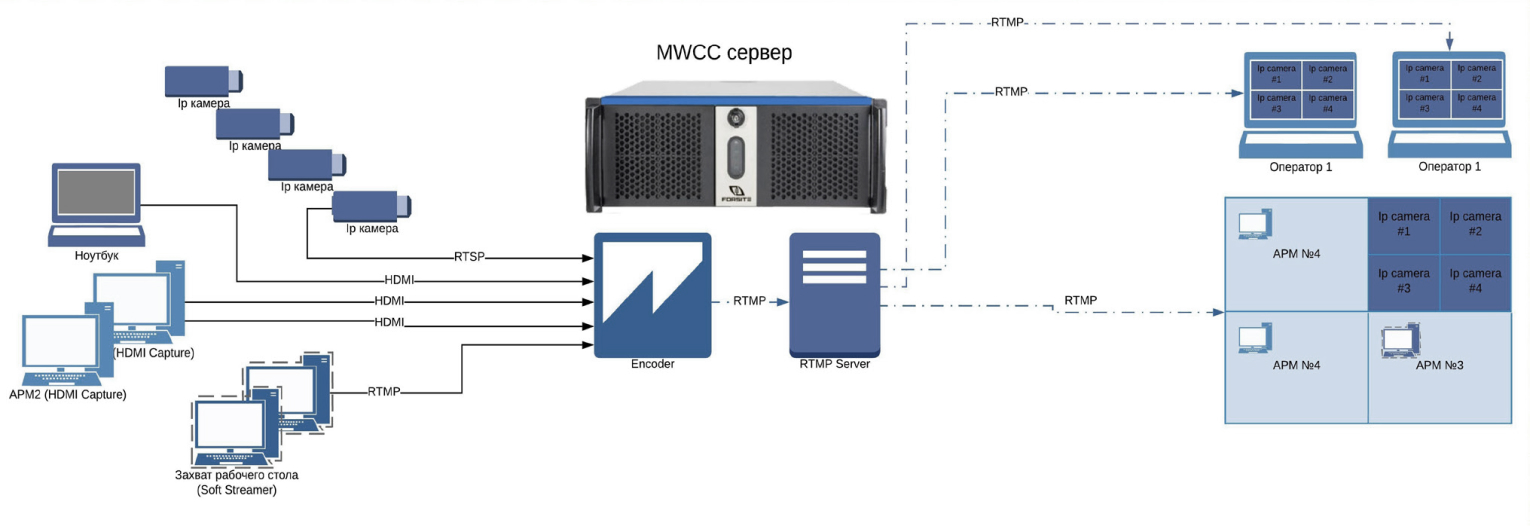 RTMP
MWCC сервер
Ip камера
Ip камера
Ip камера
Ip камера
Ноутбук
(HDMI Capture)
АРМ2 (HDMI Capture)
Захват рабочего стола
(Soft Streamer)
RTSP
HDMI
HDMI
HDMI
RTMP
FORSITE
Encoder
RTMP
RTMP Server
RTMP
RTMP
Ip camera
#1
Ip camera
#2
Ip camera
#3
Ip camera
#4
Оператор 1
Ip camera
#1
Ip camera
#2
Ip camera
#3
Ip camera
#4
Оператор 1
АРМ №4
Ip camera
#1
Ip camera
#2
Ip camera
#3
Ip camera
#4
АРМ №4
АРМ №3